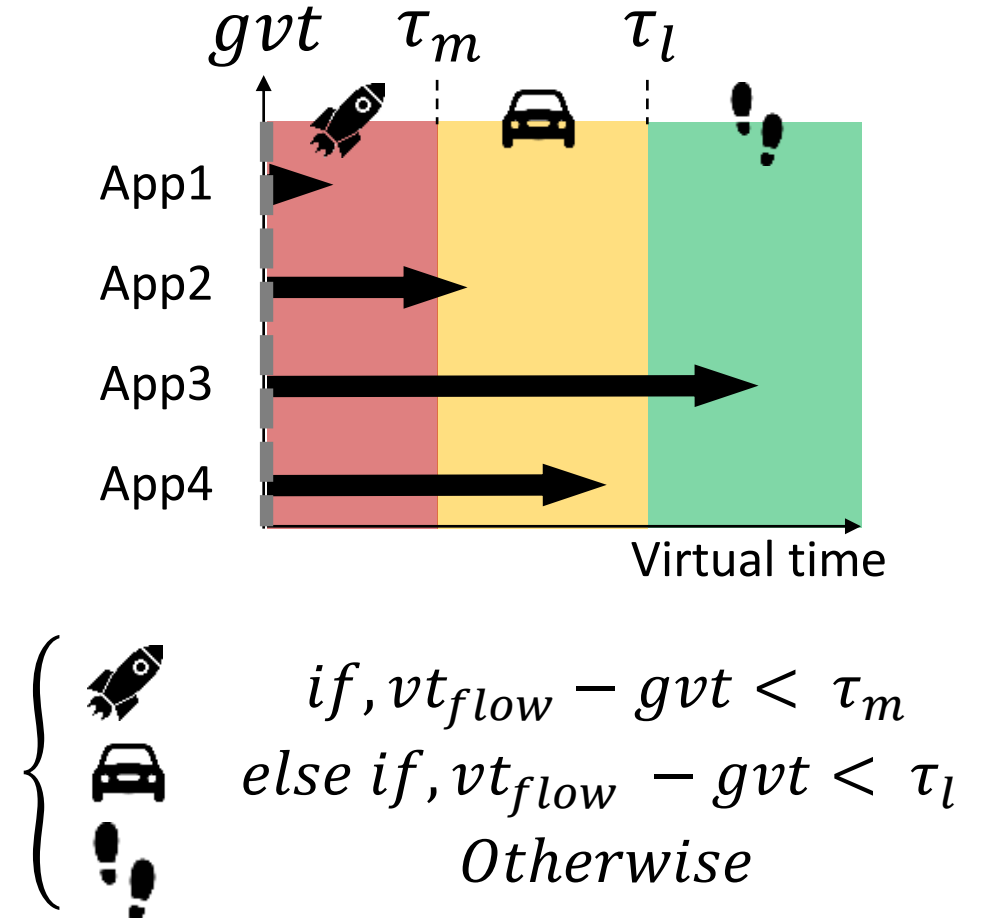 gvt τm τl
App1
App2
App3
App4
Virtual time
if, vtflow − gvt < τm
else if, vtflow − gvt < τl
Otherwise